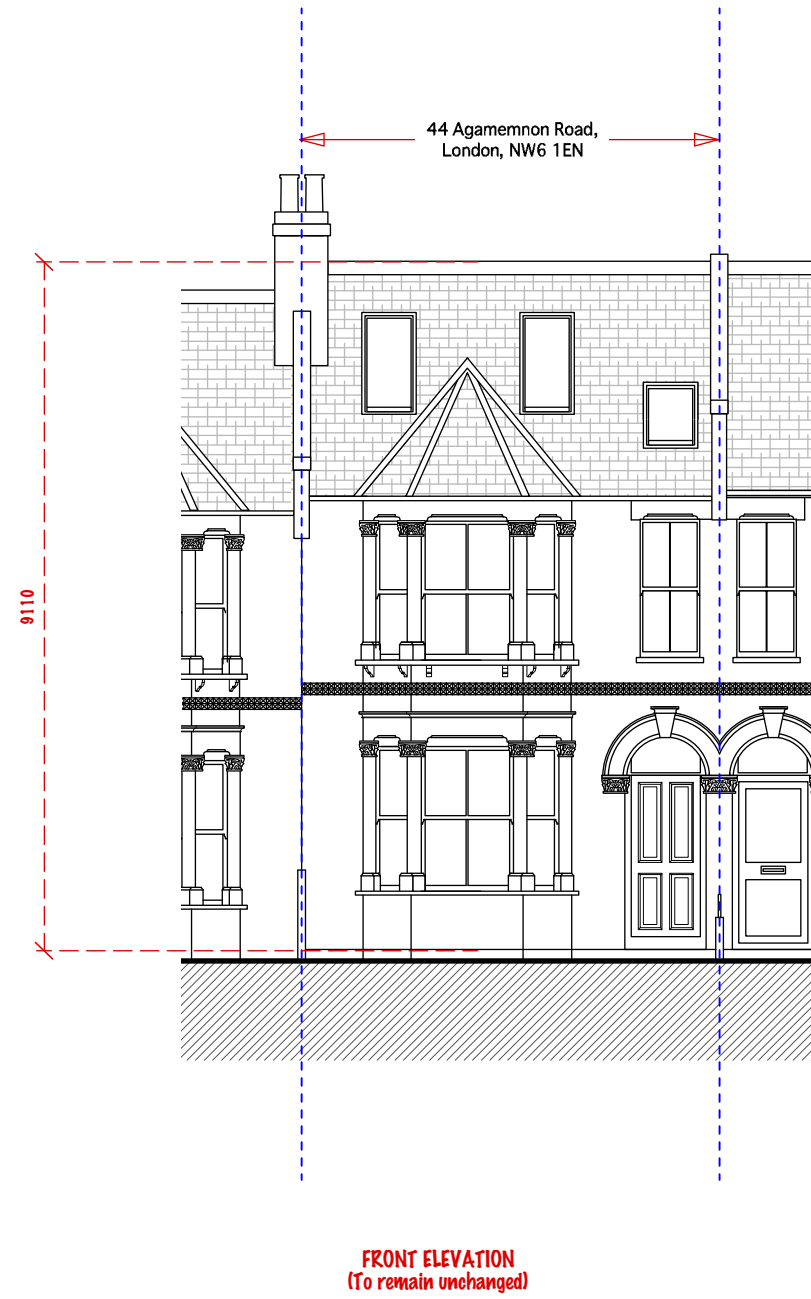 44 Agamemnon Road,
London, NW6 1EN
9110
FRONT ELEVATION
(To remain unchanged)